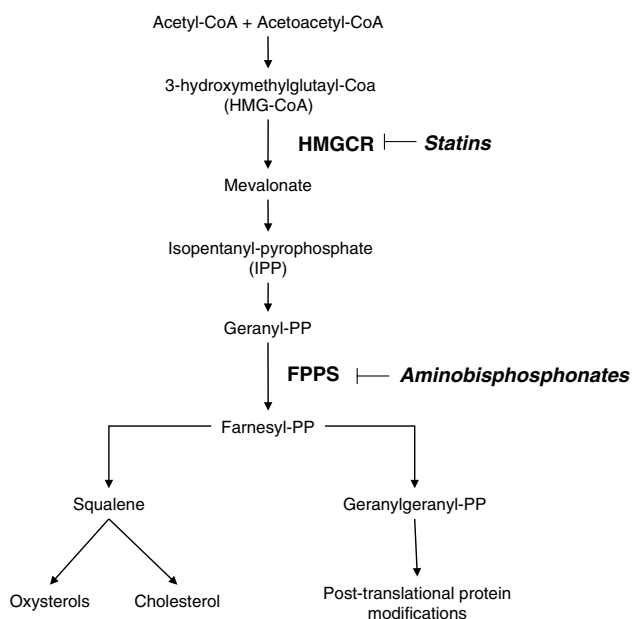 Acetyl-CoA + Acetoacetyl-CoA
3-hydroxymethylglutayl-Coa
(HMG-CoA)
HMGCR Statins
Mevalonate
Isopentanyl-pyrophosphate
(IPP)
Geranyl-PP
FPPS Aminobisphosphonates
Farnesyl-PP
Squalene Geranylgeranyl-PP
Oxysterols Cholesterol Post-translational protein
modifications